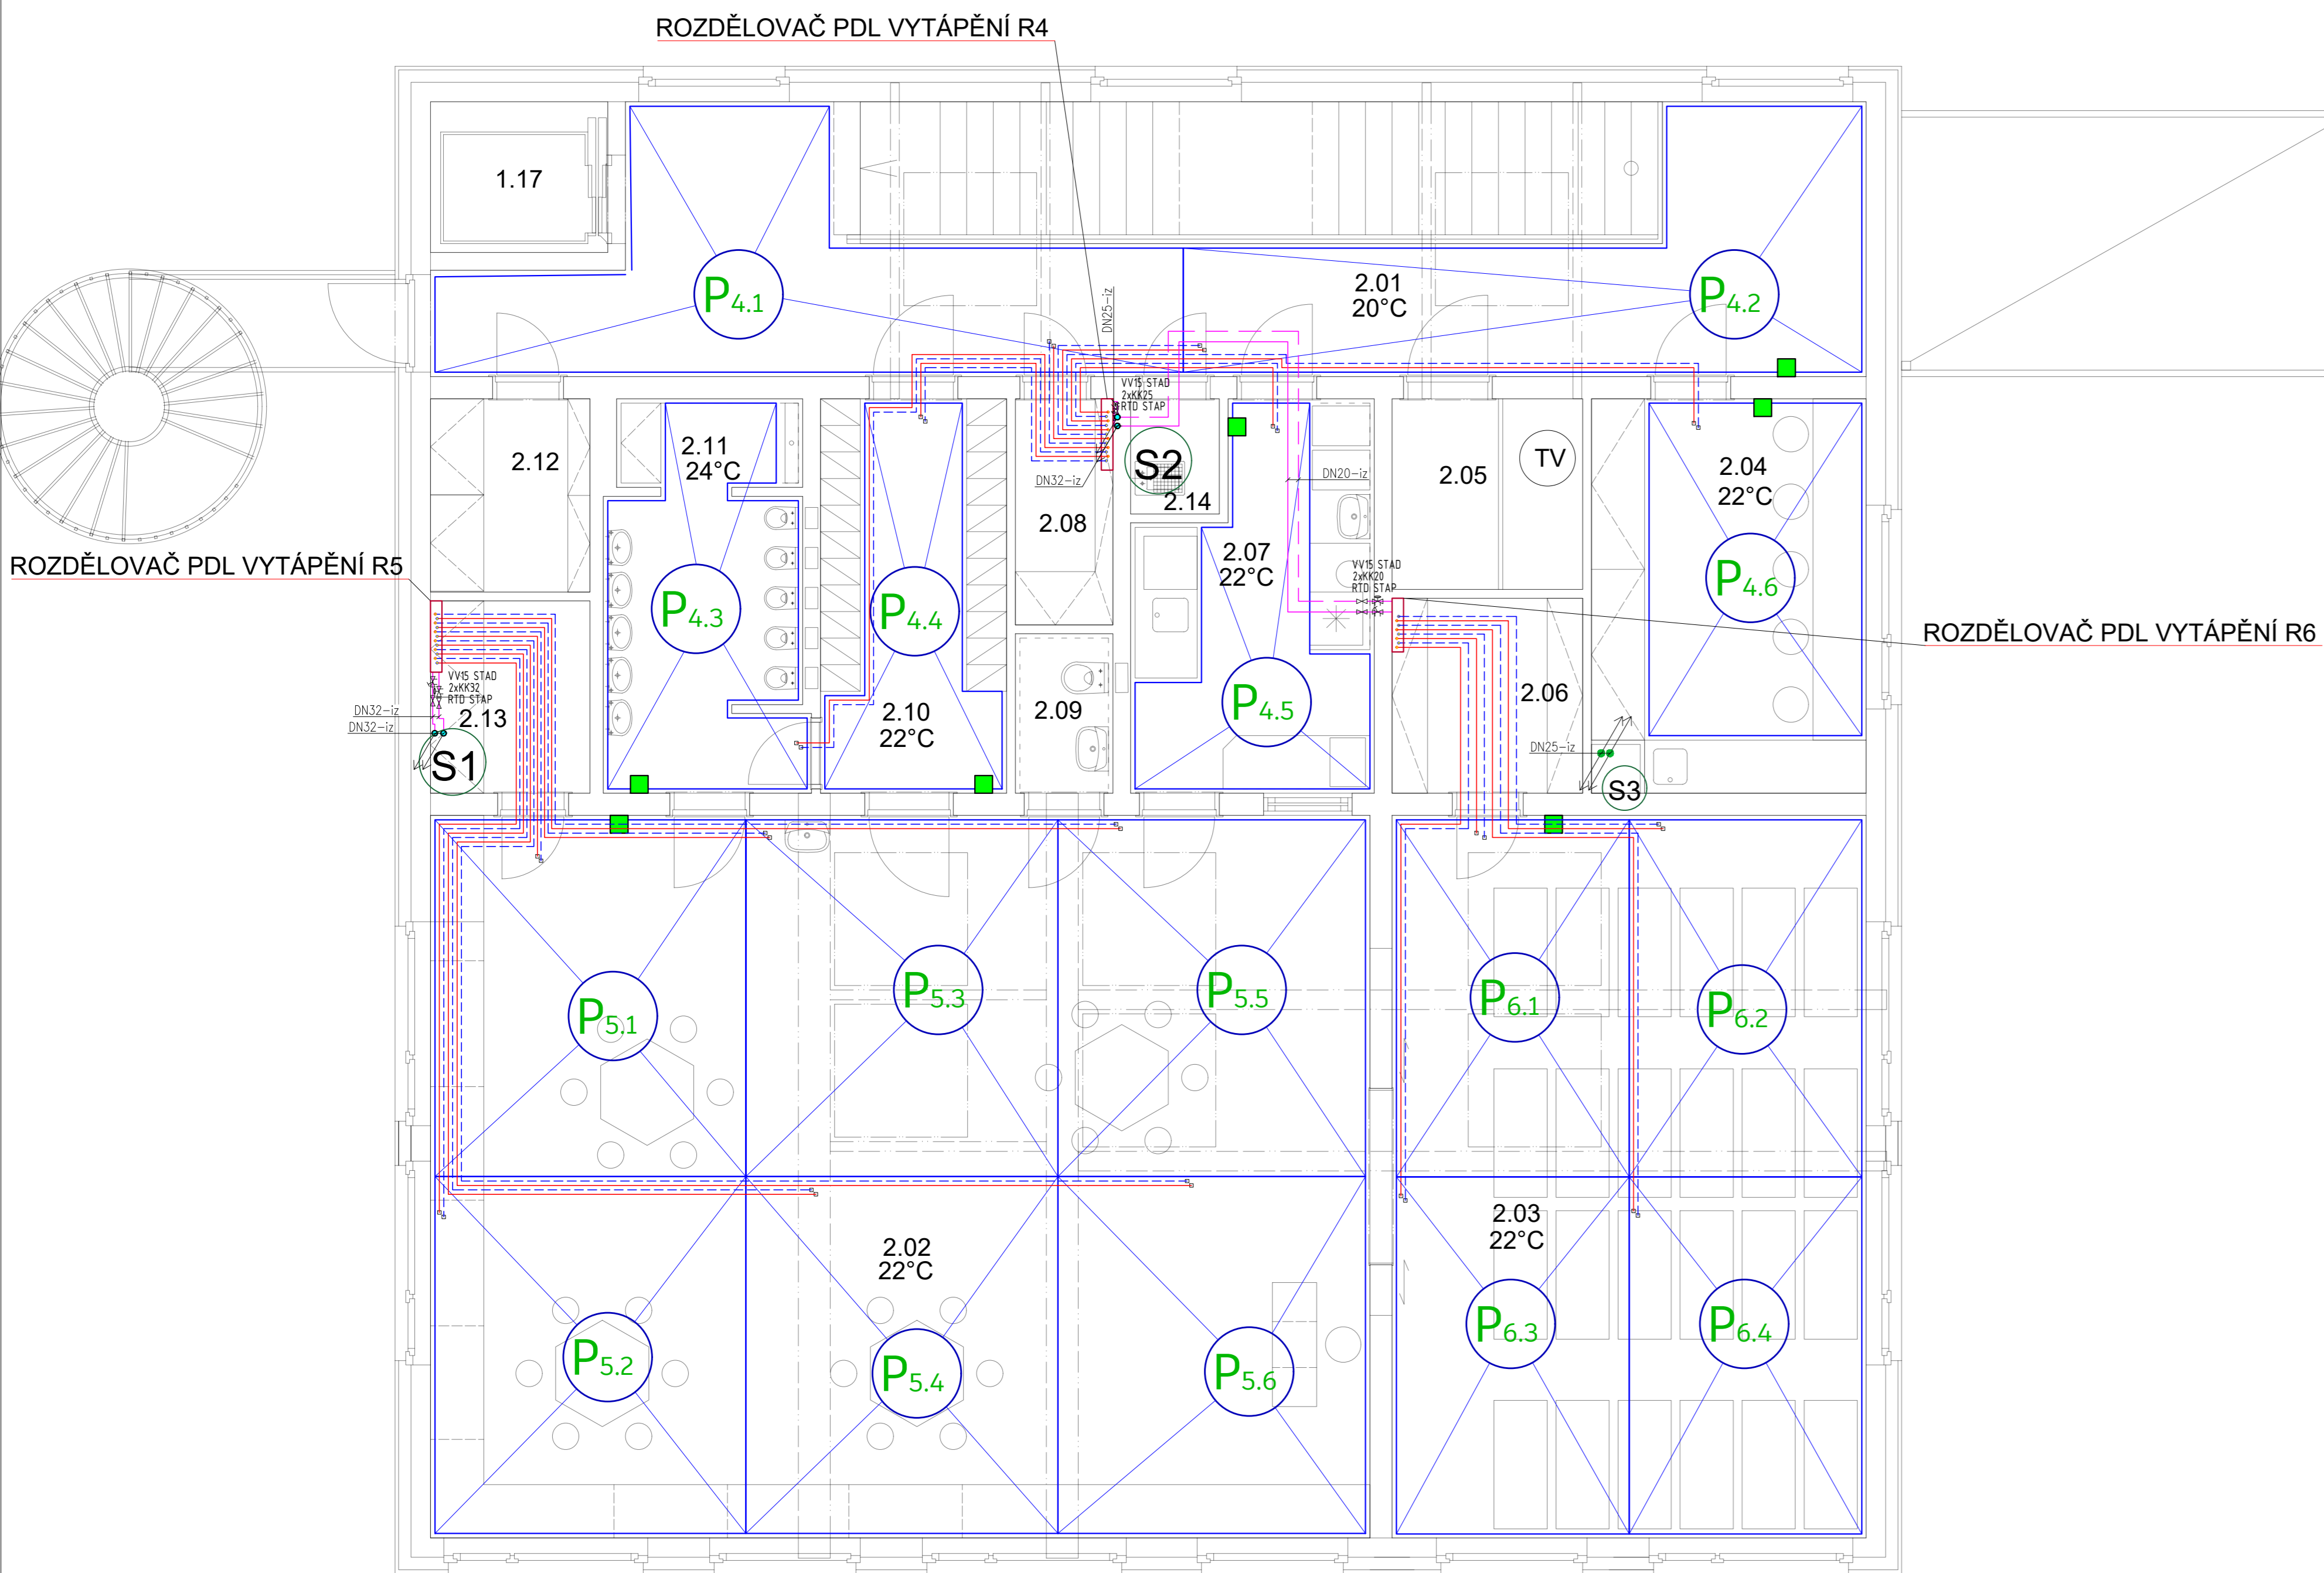 ROZDĚLOVAČ PDL VYTÁPĚNÍ R4
1.17
P4.1
2.01
20°C
P4.2
DN25-iz
VV15 STAD
2xKK25
RTD STAP
2.12
2.11
24°C
S2
DN32-iz
2.14
2.08
DN20-iz
2.05
TV
2.04
22°C
ROZDĚLOVAČ PDL VYTÁPĚNÍ R5
P4.3
P4.4
2.07
22°C
VV15 STAD
2xKK20
RTD STAP
P4.6
ROZDĚLOVAČ PDL VYTÁPĚNÍ R6
VV15 STAD
2xKK32
RTD STAP
2.13
DN32-iz
DN32-iz
S1
2.10
22°C
2.09
P4.5
2.06
DN25-iz
S3
P5.1
P5.3
P5.5
P6.1
P6.2
2.02
22°C
2.03
22°C
P5.2
P5.4
P5.6
P6.3
P6.4